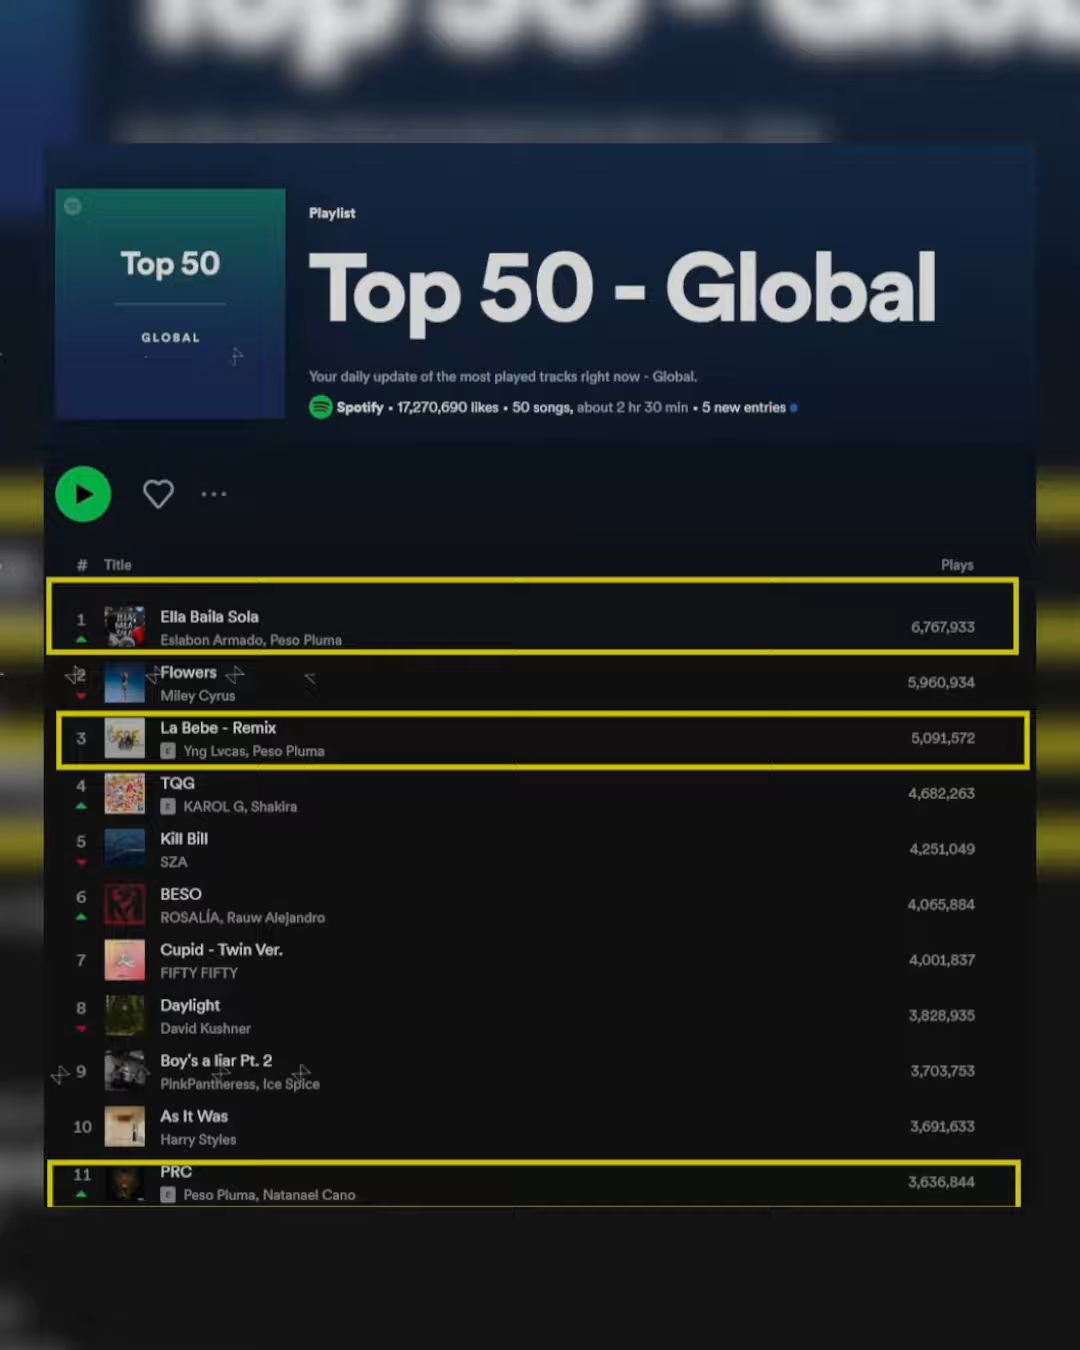 Top 50 - Glob
Top 50
GLOBAL
Playlist
Top 50 - Global
Your daily update of the most played tracks right now - Global.
Spotify • 17,270,690 likes • 50 songs, about 2 hr 30 min • 5 new entries
# Title Plays
1 Ella Baila Sola 6,767,933
Eslabon Armado, Peso Pluma
2 Flowers 5,960,934
Miley Cyrus
3 La Bebe - Remix 5,091,572
E Yng Lvcas, Peso Pluma
4 TQG 4,682,263
E KAROL G, Shakira
5 Kill Bill 4,251,049
SZA
6 BESO 4,065,884
ROSALÍA, Rauw Alejandro
7 Cupid - Twin Ver. 4,001,837
FIFTY FIFTY
8 Daylight 3,828,935
David Kushner
9 Boy's a liar Pt. 2 3,703,753
PinkPantheress, Ice Spice
10 As It Was 3,691,633
Harry Styles
11 PRC 3,636,844
E Peso Pluma, Natanael Cano